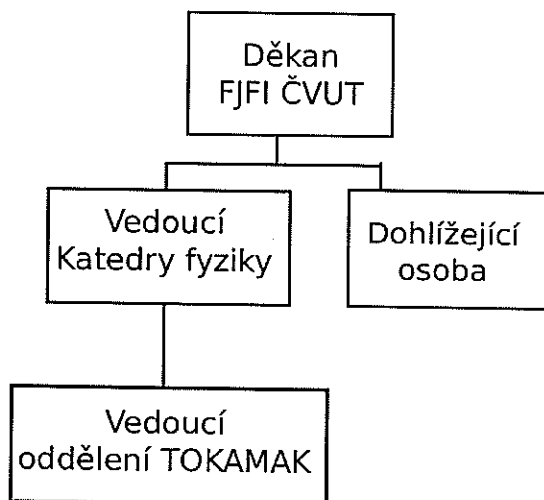 Děkan
FJFI ČVUT
Vedoucí
Katedry fyziky
Dohlížející
osoba
Vedoucí
oddělení TOKAMAK